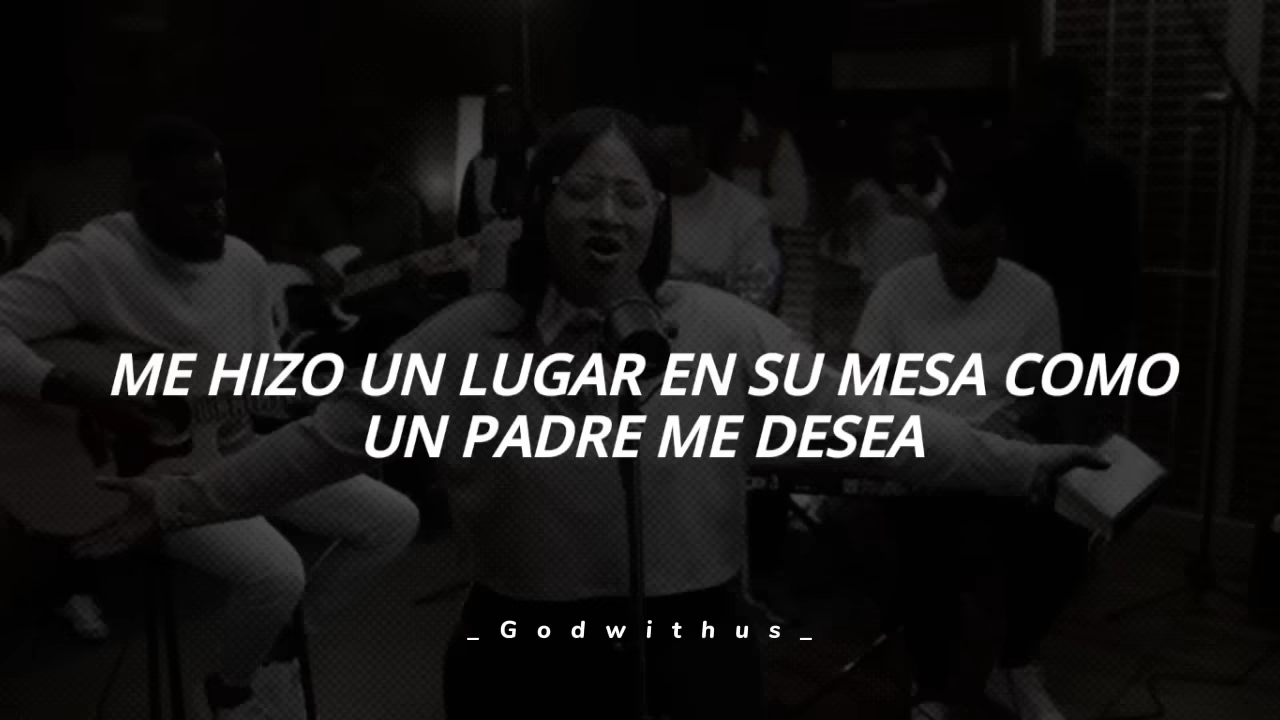 ME HIZO UN LUGAR EN SU MESA COMO
UN PADRE ME DESEA
_ G o d w i t h u s _